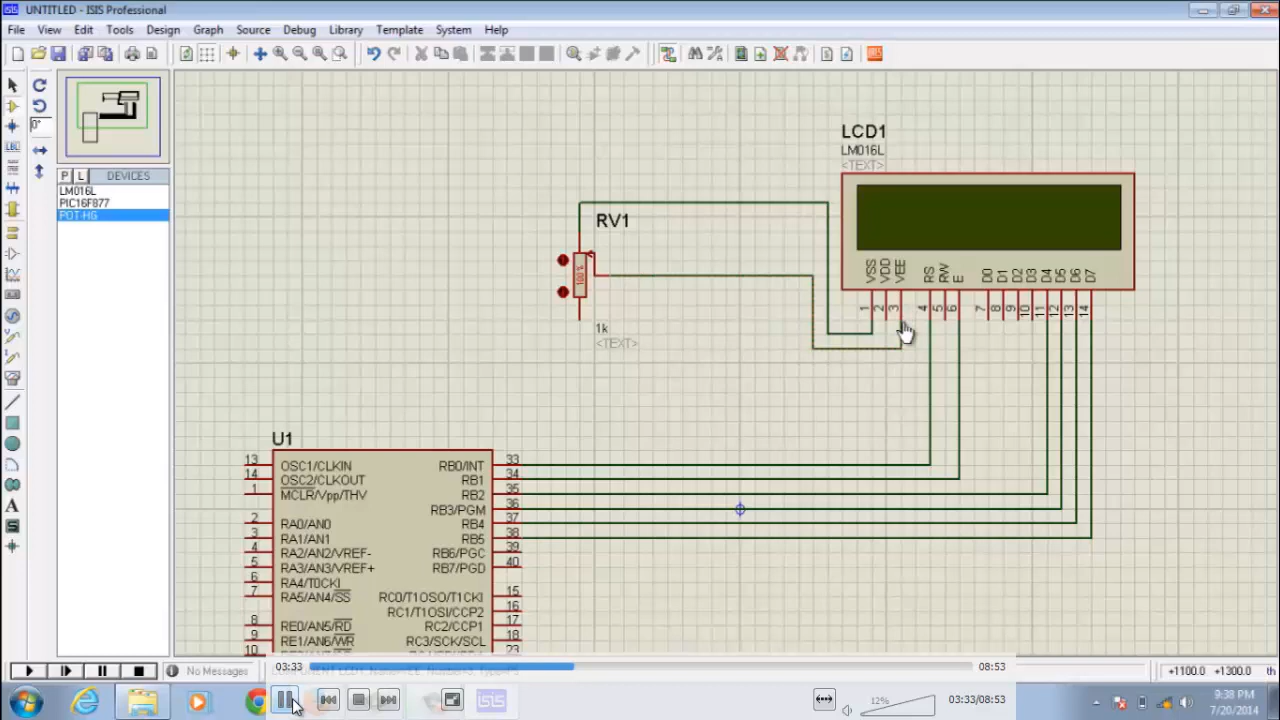 UNTITLED - ISIS Professional
File View Edit Tools Design Graph Source Debug Library Template System Help
0°
P L DEVICES
LM016L
PIC16F877
POT-HG
LCD1
LM016L
<TEXT>
RV1
100 %
1k
<TEXT>
VSS VDD VEE RS RW E D0 D1 D2 D3 D4 D5 D6 D7
1 2 3 4 5 6 7 8 9 10 11 12 13 14
U1
13 OSC1/CLKIN RB0/INT 33
14 OSC2/CLKOUT RB1 34
1 MCLR/Vpp/THV RB2 35
RB3/PGM 36
2 RA0/AN0 RB4 37
3 RA1/AN1 RB5 38
4 RA2/AN2/VREF- RB6/PGC 39
5 RA3/AN3/VREF+ RB7/PGD 40
6 RA4/T0CKI
7 RA5/AN4/SS RC0/T1OSO/T1CKI 15
RC1/T1OSI/CCP2 16
8 RE0/AN5/RD RC2/CCP1 17
9 RE1/AN6/WR RC3/SCK/SCL 18
10 23
No Messages 03:33 08:53 +1100.0 +1300.0 th
12% 03:33/08:53
9:38 PM
7/20/2014